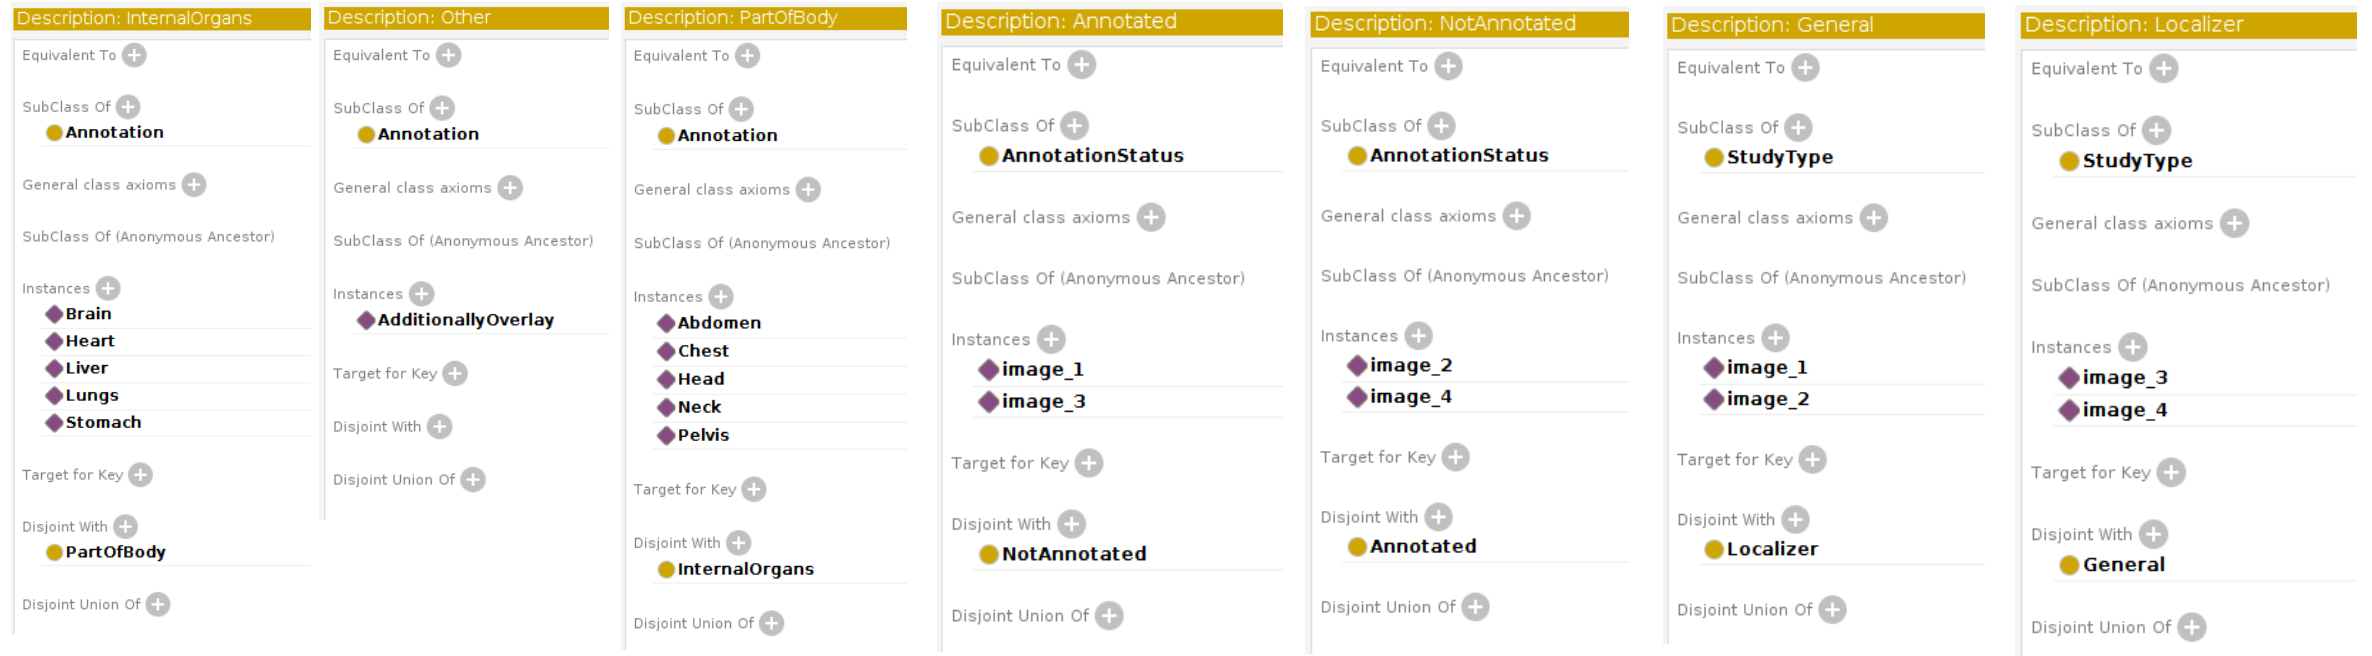 Description: InternalOrgans
Equivalent To
SubClass Of
Annotation
General class axioms
SubClass Of (Anonymous Ancestor)
Instances
Brain
Heart
Liver
Lungs
Stomach
Target for Key
Disjoint With
PartOfBody
Disjoint Union Of
Description: Other
Equivalent To
SubClass Of
Annotation
General class axioms
SubClass Of (Anonymous Ancestor)
Instances
AdditionallyOverlay
Target for Key
Disjoint With
Disjoint Union Of
Description: PartOfBody
Equivalent To
SubClass Of
Annotation
General class axioms
SubClass Of (Anonymous Ancestor)
Instances
Abdomen
Chest
Head
Neck
Pelvis
Target for Key
Disjoint With
InternalOrgans
Disjoint Union Of
Description: Annotated
Equivalent To
SubClass Of
AnnotationStatus
General class axioms
SubClass Of (Anonymous Ancestor)
Instances
image_1
image_3
Target for Key
Disjoint With
NotAnnotated
Disjoint Union Of
Description: NotAnnotated
Equivalent To
SubClass Of
AnnotationStatus
General class axioms
SubClass Of (Anonymous Ancestor)
Instances
image_2
image_4
Target for Key
Disjoint With
Annotated
Disjoint Union Of
Description: General
Equivalent To
SubClass Of
StudyType
General class axioms
SubClass Of (Anonymous Ancestor)
Instances
image_1
image_2
Target for Key
Disjoint With
Localizer
Disjoint Union Of
Description: Localizer
Equivalent To
SubClass Of
StudyType
General class axioms
SubClass Of (Anonymous Ancestor)
Instances
image_3
image_4
Target for Key
Disjoint With
General
Disjoint Union Of